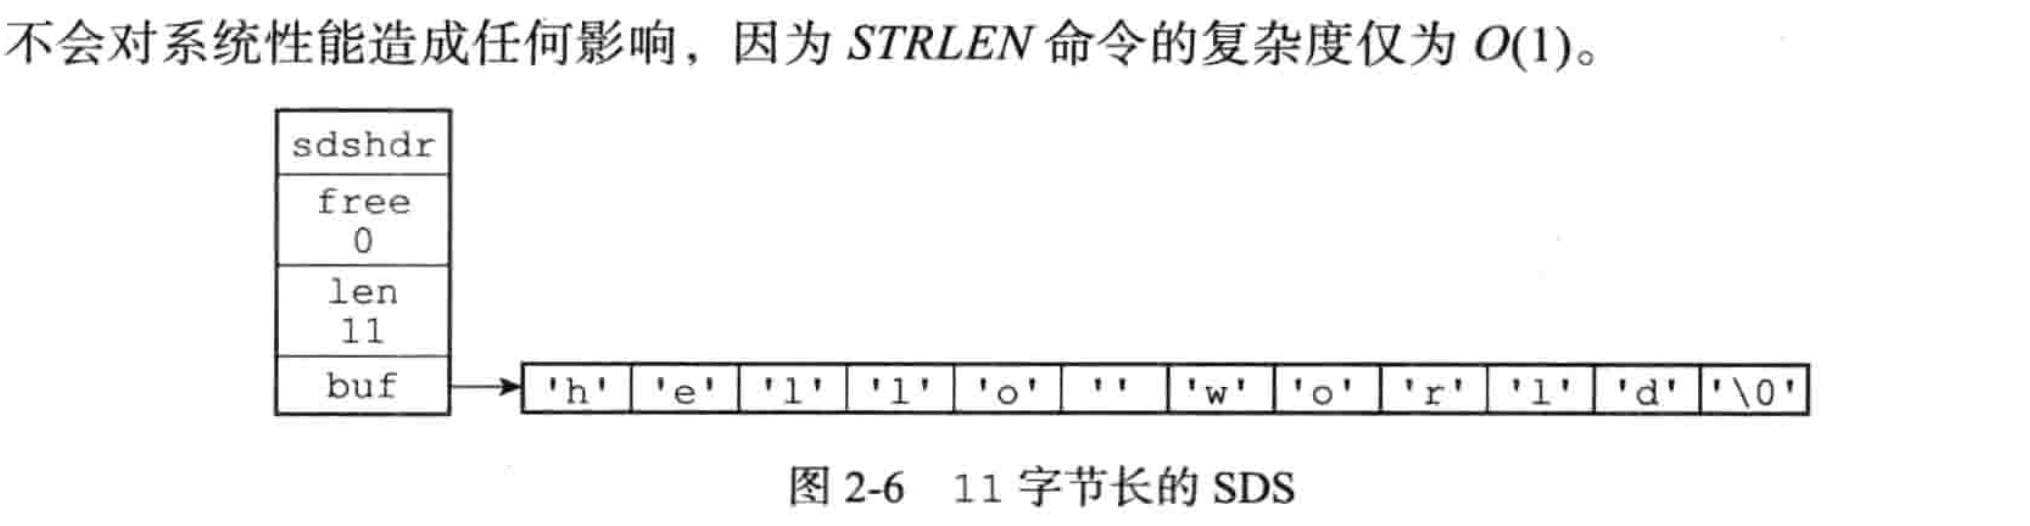 不会对系统性能造成任何影响，因为 STRLEN 命令的复杂度仅为 O(1)。
sdshdr
free
0
len
11
buf 'h' 'e' 'l' 'l' 'o' ' ' 'w' 'o' 'r' 'l' 'd' '\0'
图 2-6 11 字节长的 SDS